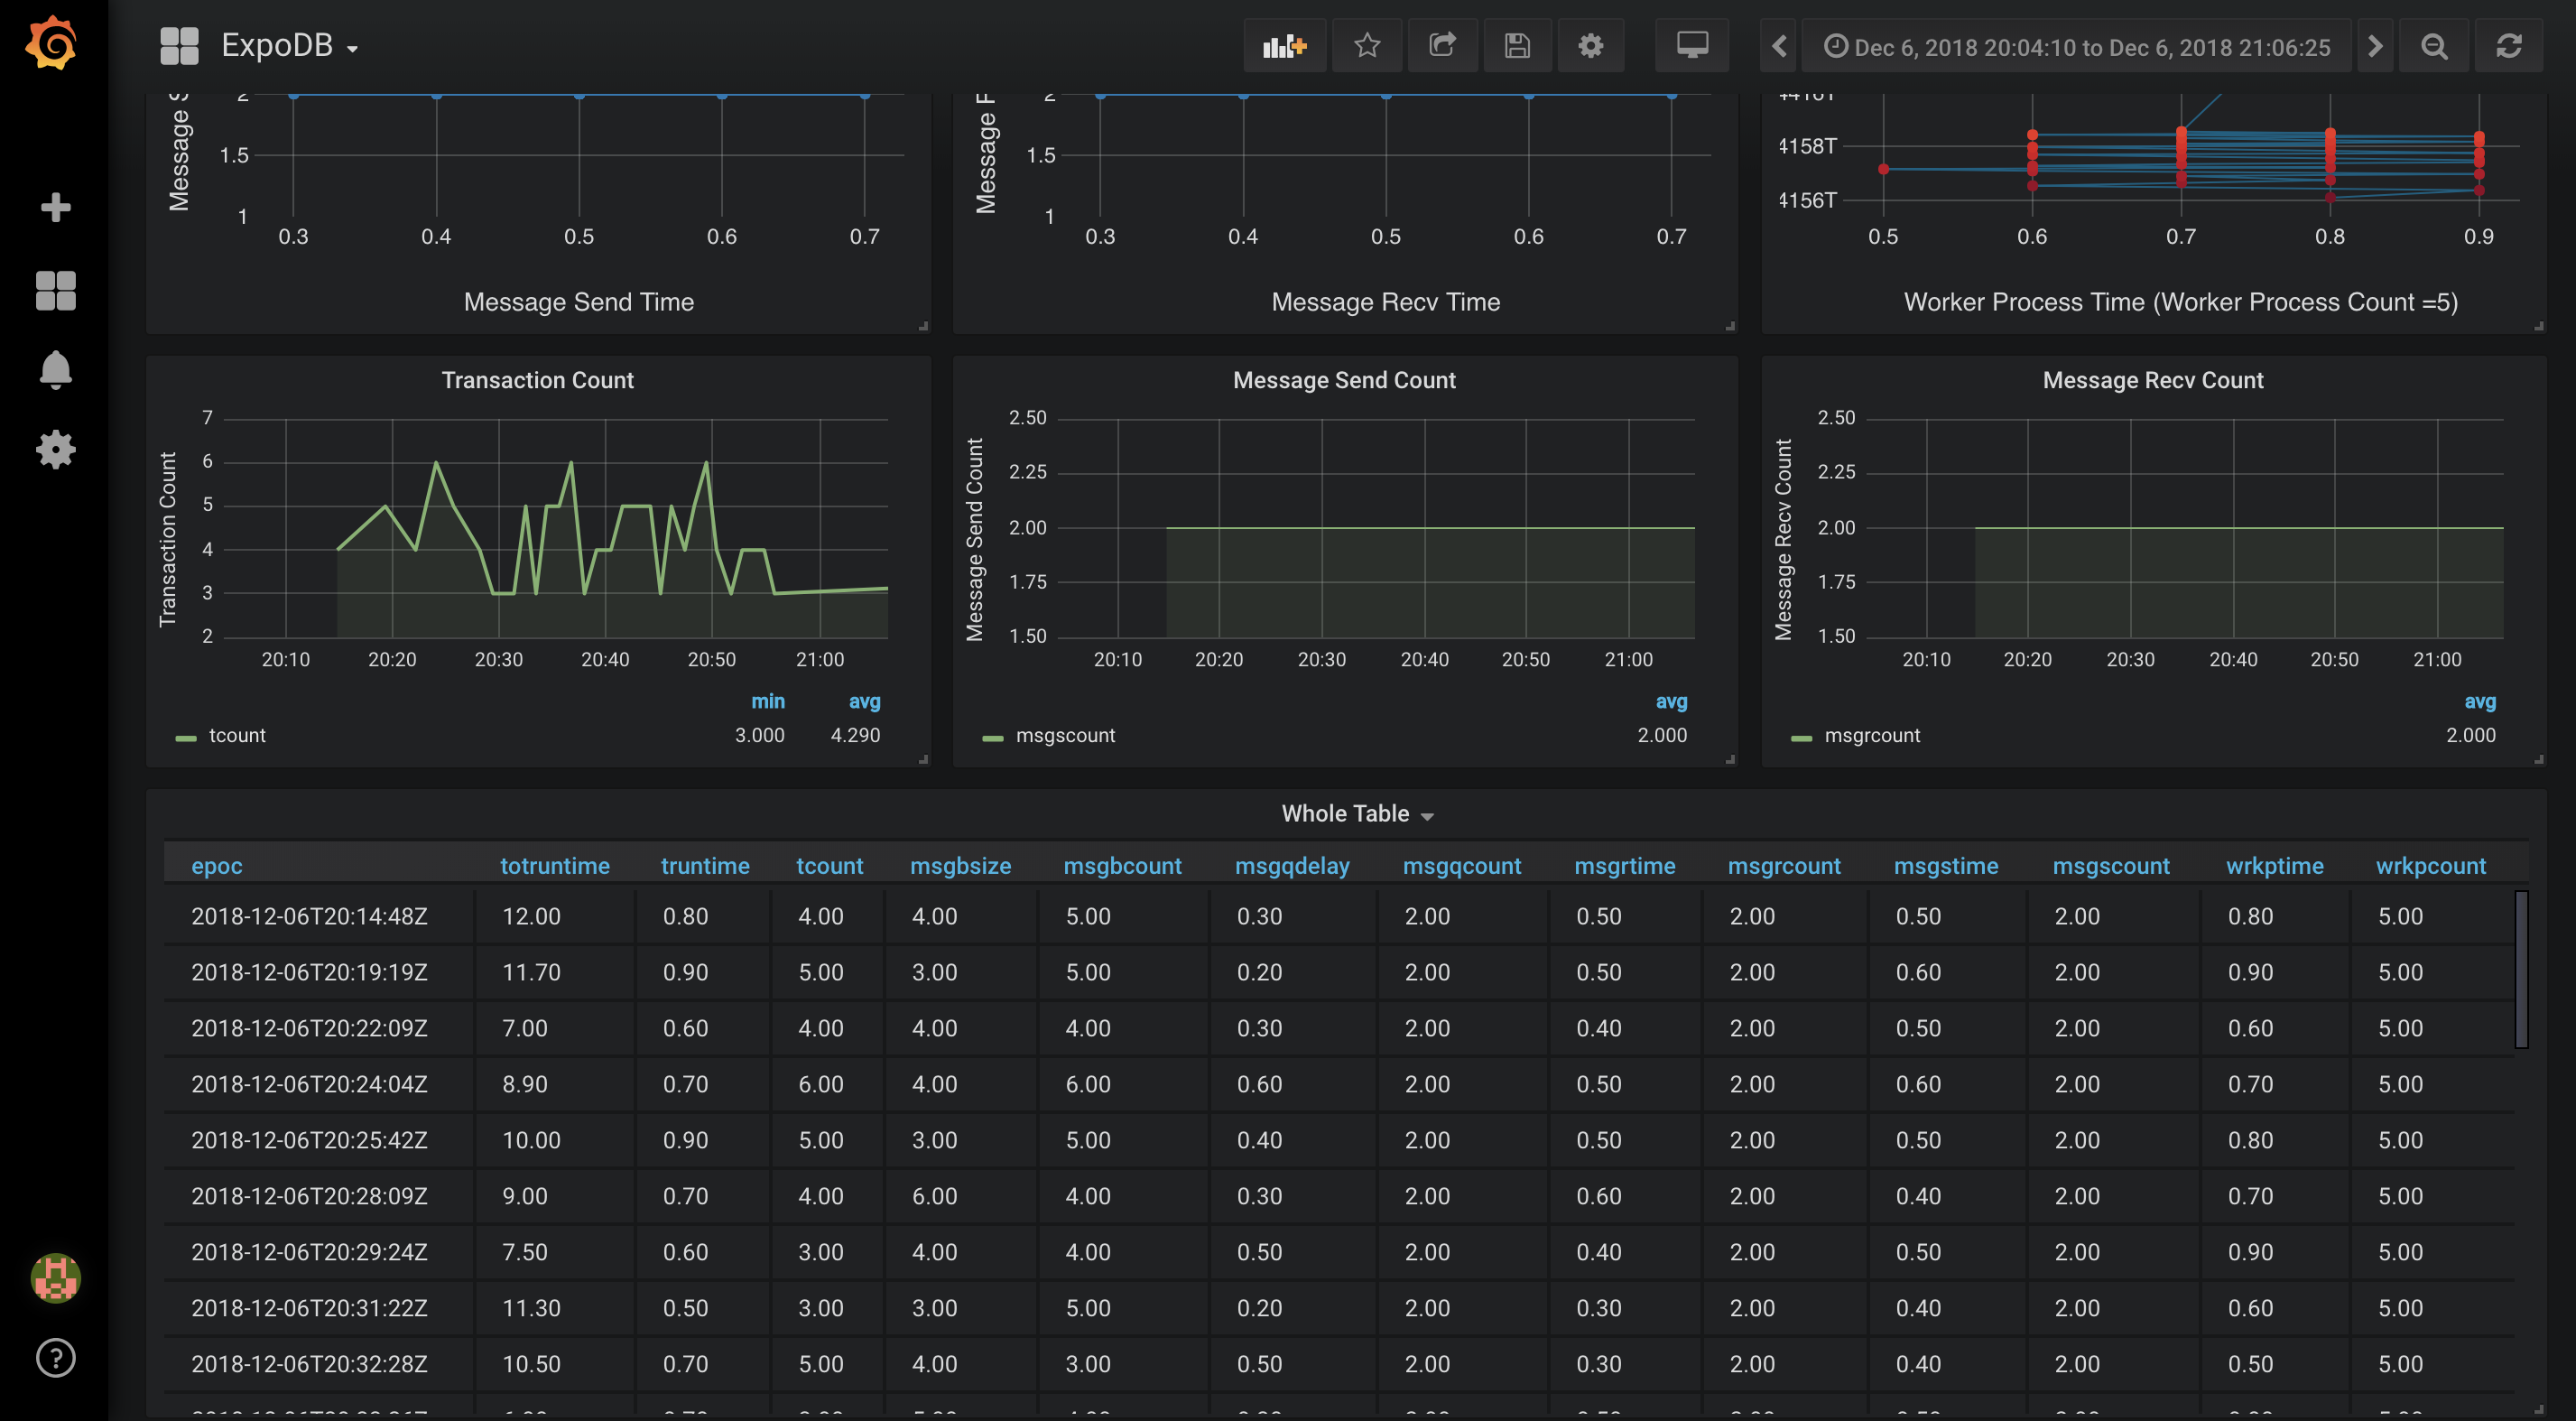 ExpoDB
Dec 6, 2018 20:04:10 to Dec 6, 2018 21:06:25
Message
2
1.5
1
0.3 0.4 0.5 0.6 0.7
Message Send Time
Message
2
1.5
1
0.3 0.4 0.5 0.6 0.7
Message Recv Time
4158T
4156T
0.5 0.6 0.7 0.8 0.9
Worker Process Time (Worker Process Count =5)
Transaction Count
Transaction Count
7
6
5
4
3
2
20:10 20:20 20:30 20:40 20:50 21:00
min avg
tcount 3.000 4.290
Message Send Count
Message Send Count
2.50
2.25
2.00
1.75
1.50
20:10 20:20 20:30 20:40 20:50 21:00
avg
msgscount 2.000
Message Recv Count
Message Recv Count
2.50
2.25
2.00
1.75
1.50
20:10 20:20 20:30 20:40 20:50 21:00
avg
msgrcount 2.000
Whole Table
epoc totruntime truntime tcount msgbsize msgbcount msgqdelay msgqcount msgrtime msgrcount msgstime msgscount wrkptime wrkpcount
2018-12-06T20:14:48Z 12.00 0.80 4.00 4.00 5.00 0.30 2.00 0.50 2.00 0.50 2.00 0.80 5.00
2018-12-06T20:19:19Z 11.70 0.90 5.00 3.00 5.00 0.20 2.00 0.50 2.00 0.60 2.00 0.90 5.00
2018-12-06T20:22:09Z 7.00 0.60 4.00 4.00 4.00 0.30 2.00 0.40 2.00 0.50 2.00 0.60 5.00
2018-12-06T20:24:04Z 8.90 0.70 6.00 4.00 6.00 0.60 2.00 0.50 2.00 0.60 2.00 0.70 5.00
2018-12-06T20:25:42Z 10.00 0.90 5.00 3.00 5.00 0.40 2.00 0.50 2.00 0.50 2.00 0.80 5.00
2018-12-06T20:28:09Z 9.00 0.70 4.00 6.00 4.00 0.30 2.00 0.60 2.00 0.40 2.00 0.70 5.00
2018-12-06T20:29:24Z 7.50 0.60 3.00 4.00 4.00 0.50 2.00 0.40 2.00 0.50 2.00 0.90 5.00
2018-12-06T20:31:22Z 11.30 0.50 3.00 3.00 5.00 0.20 2.00 0.30 2.00 0.40 2.00 0.60 5.00
2018-12-06T20:32:28Z 10.50 0.70 5.00 4.00 3.00 0.50 2.00 0.30 2.00 0.40 2.00 0.50 5.00